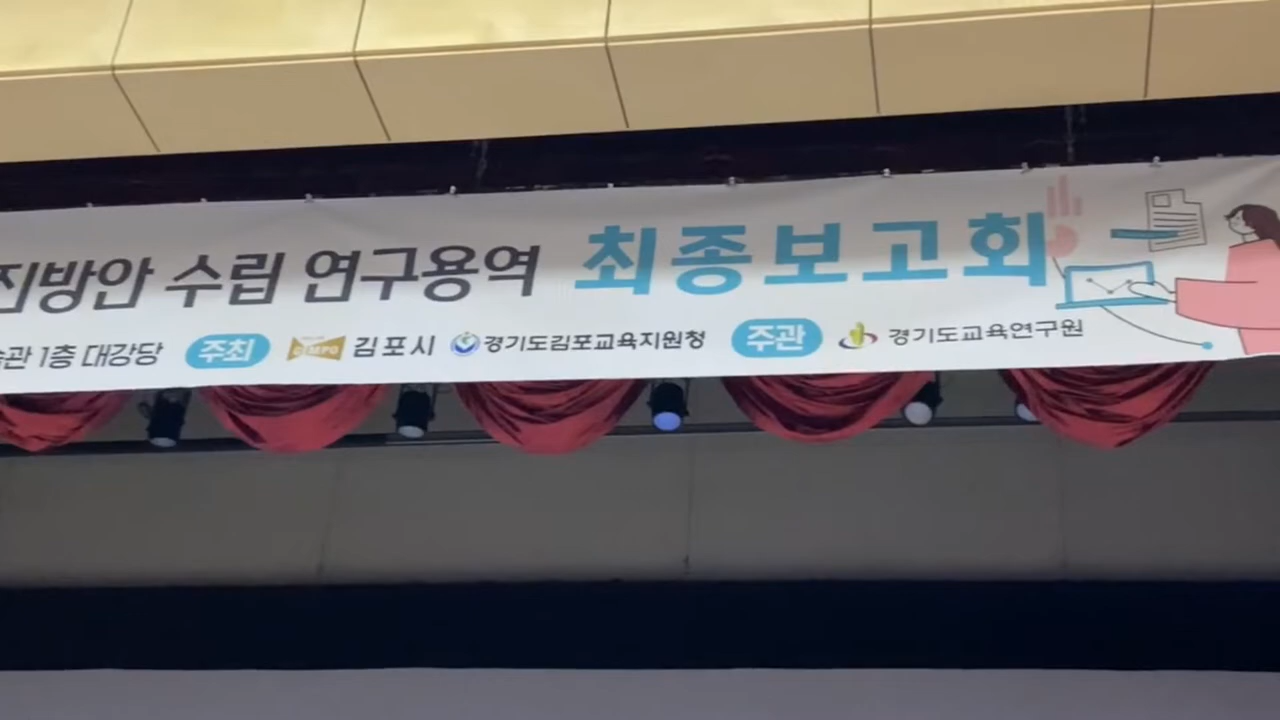 진방안 수립 연구용역 최종보고회
관 1층 대강당 주최 GIMPO 김포시 경기도김포교육지원청 주관 경기도교육연구원